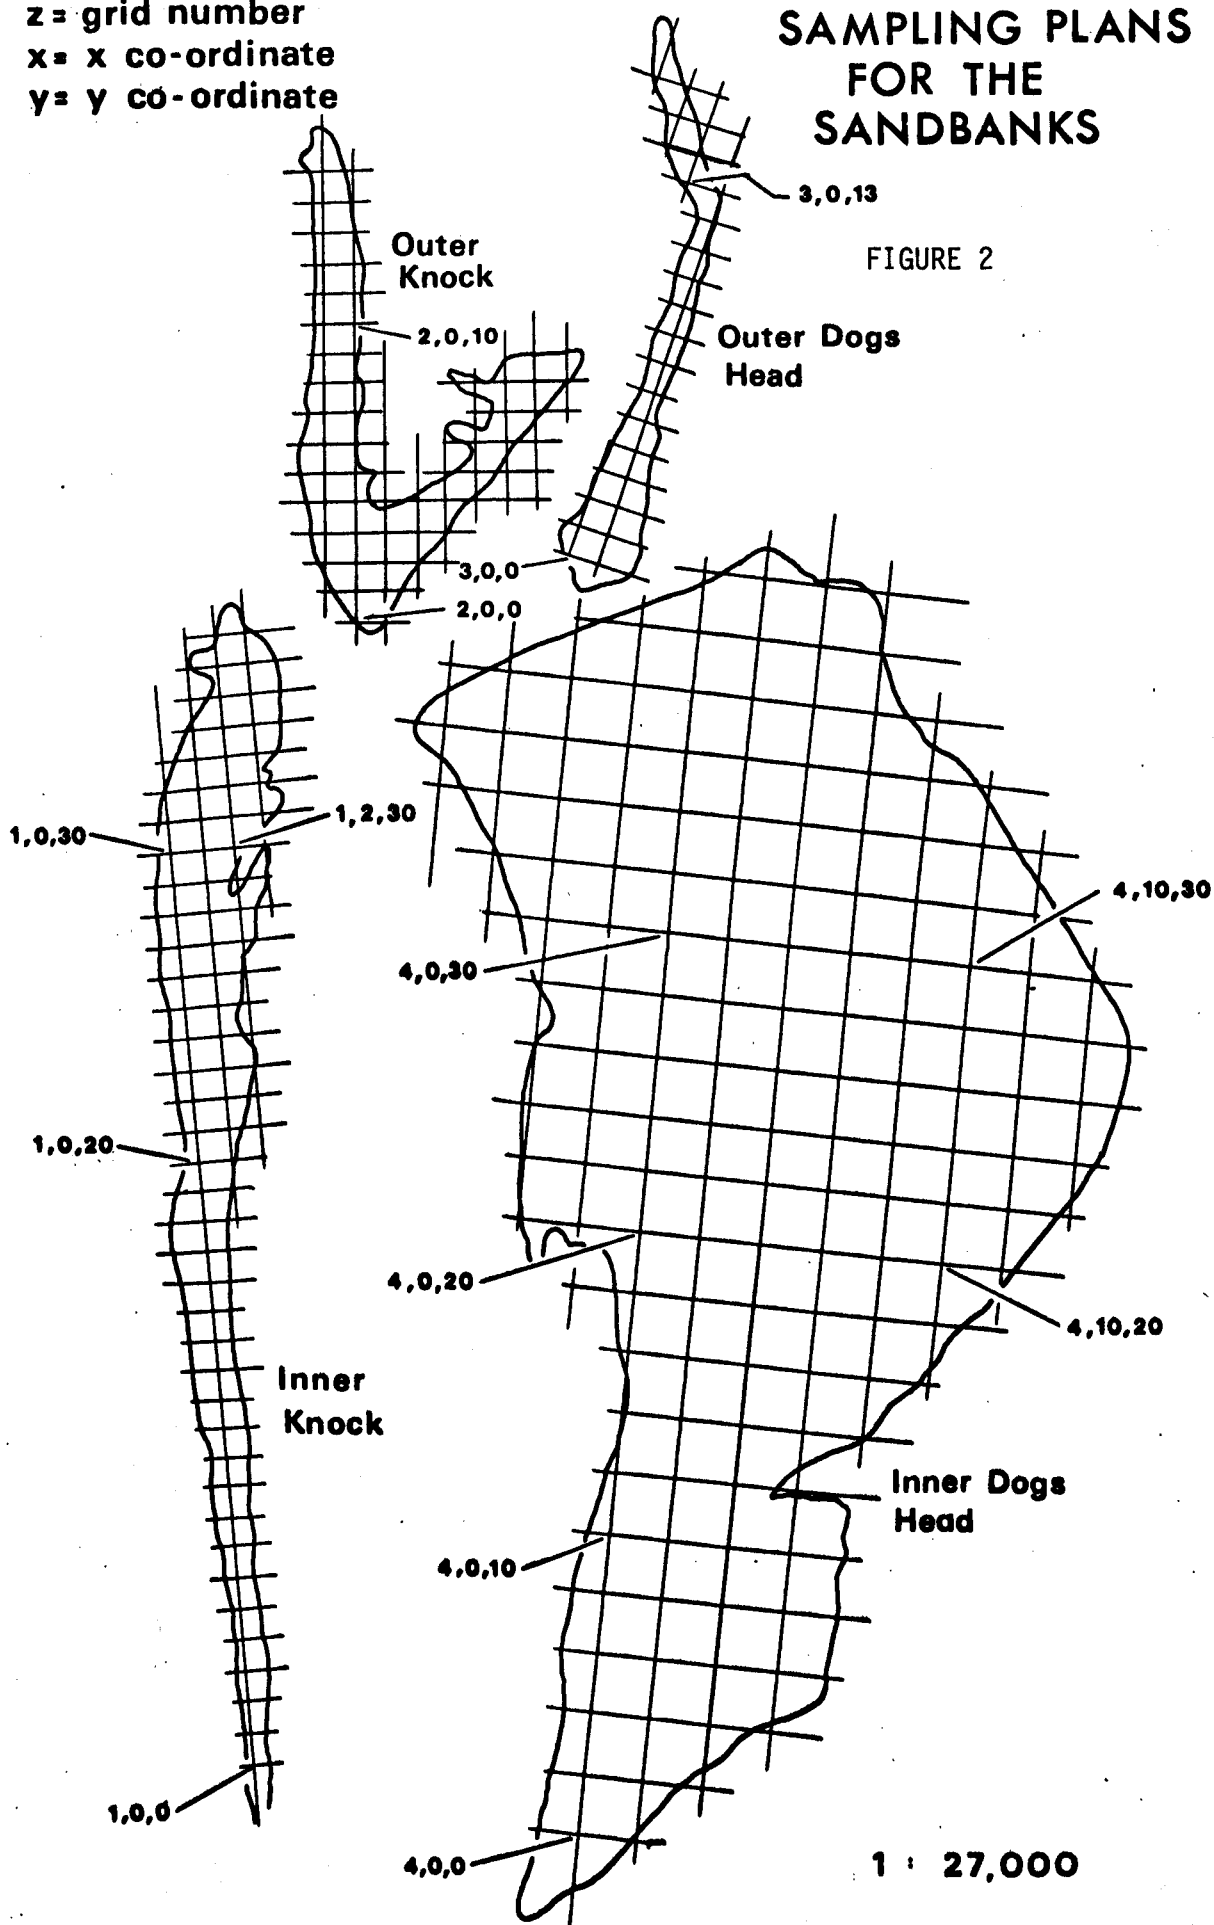 z= grid number
x= x co-ordinate
y= y co-ordinate
SAMPLING PLANS
FOR THE
SANDBANKS
3,0,13
FIGURE 2
Outer
Knock
2,0,10
Outer Dogs
Head
3,0,0
2,0,0
1,0,30
1,2,30
4,10,30
4,0,30
1,0,20
4,0,20
4,10,20
Inner
Knock
Inner Dogs
Head
4,0,10
1,0,0
4,0,0
1 : 27,000